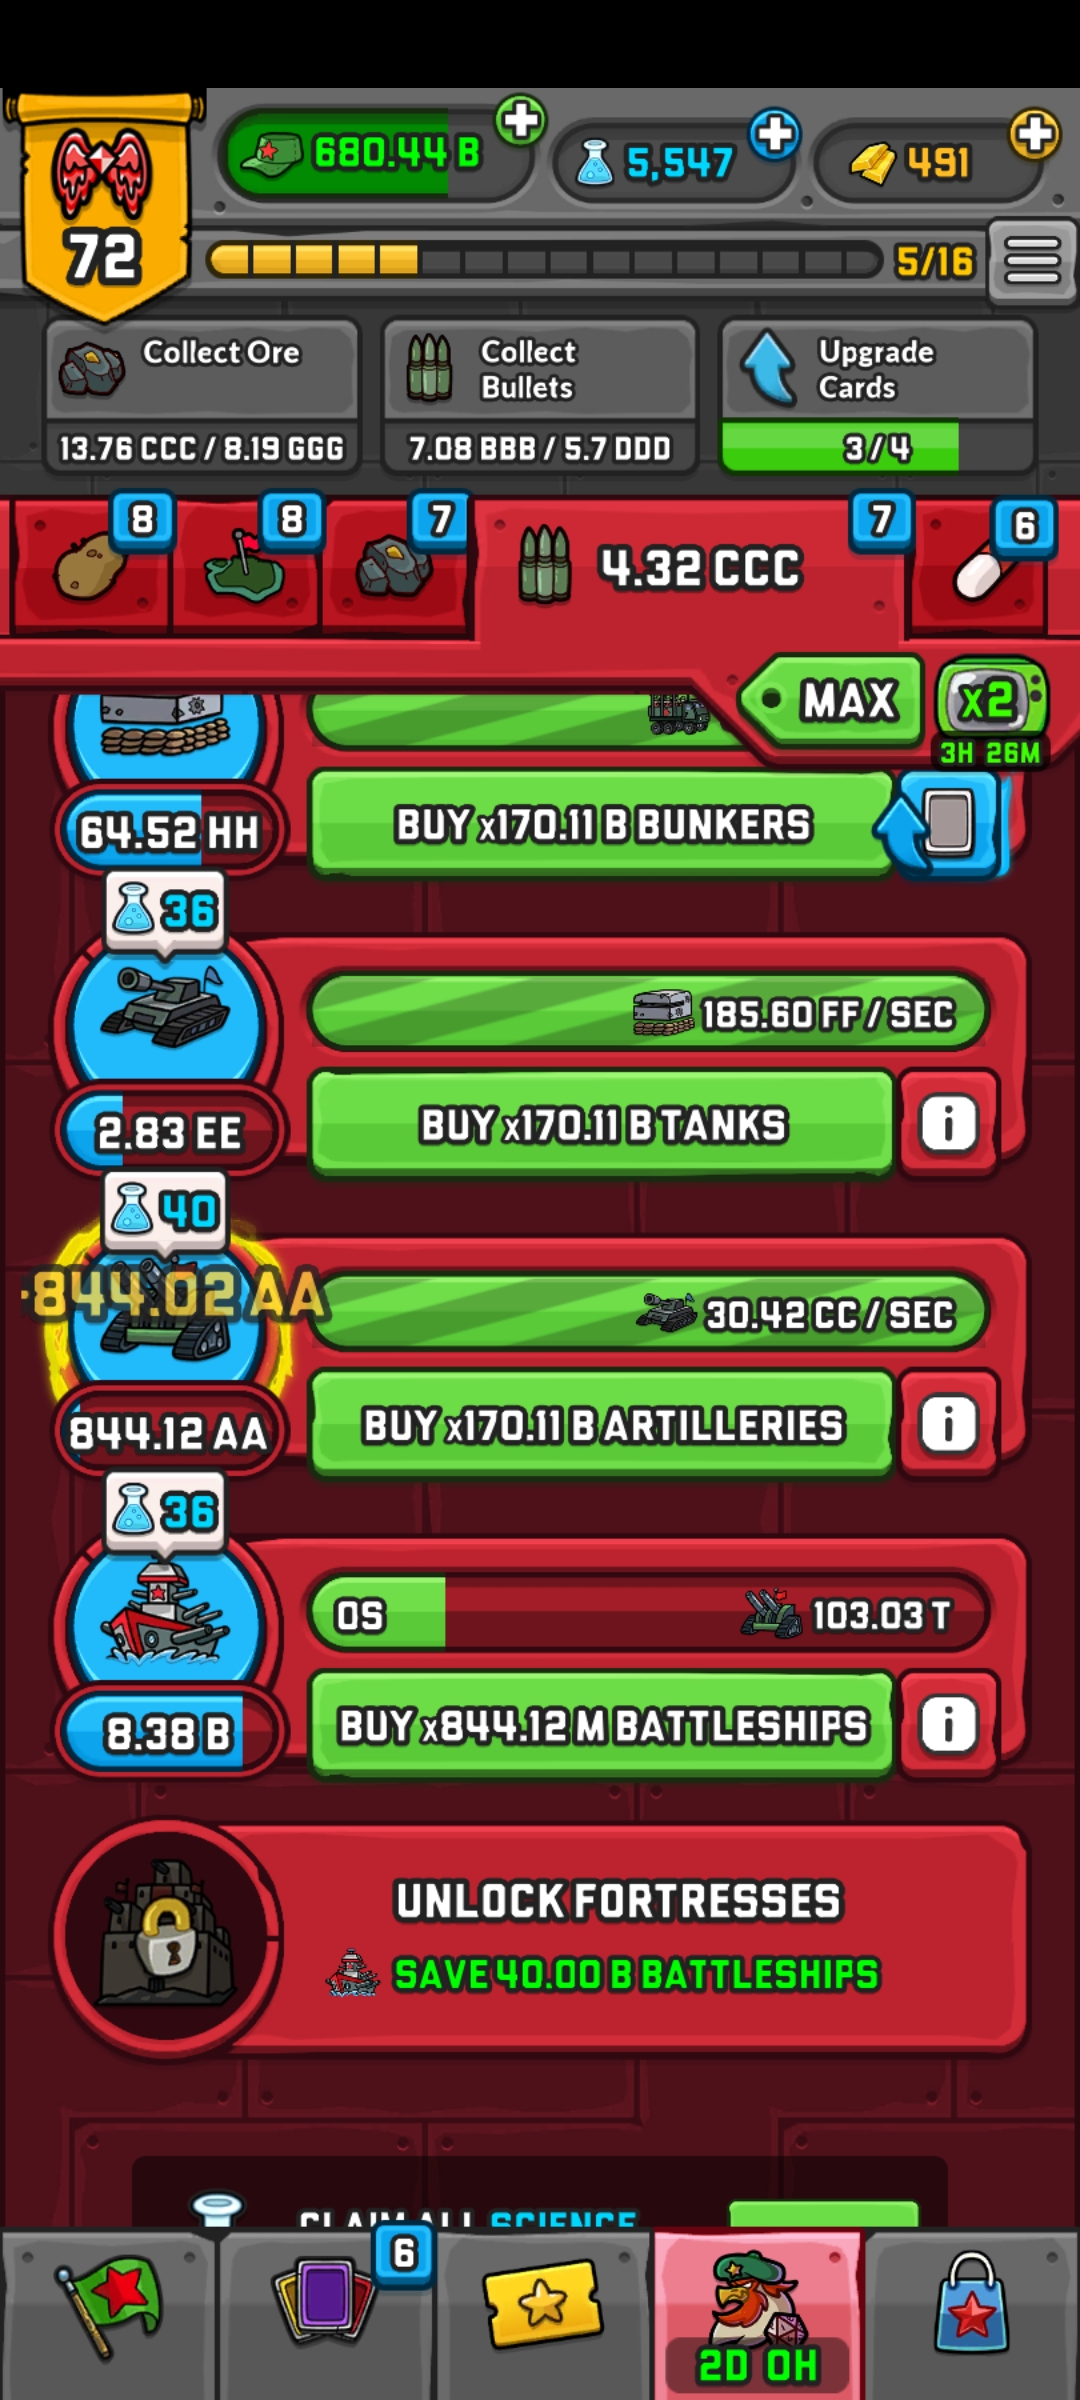 680.44 B
5,547
491
72
5/16
Collect Ore
13.76 CCC / 8.19 GGG
Collect
Bullets
7.08 BBB / 5.7 DDD
Upgrade
Cards
3/4
8
8
7
4.32 CCC
7
6
MAX
x2
3H 26M
64.52 HH
BUY x170.11 B BUNKERS
36
185.60 FF / SEC
2.83 EE
BUY x170.11 B TANKS
40
844.02 AA
30.42 CC / SEC
844.12 AA
BUY x170.11 B ARTILLERIES
36
0S
103.03 T
8.38 B
BUY x844.12 M BATTLESHIPS
UNLOCK FORTRESSES
SAVE 40.00 B BATTLESHIPS
CLAIM ALL SCIENCE
6
2D 0H